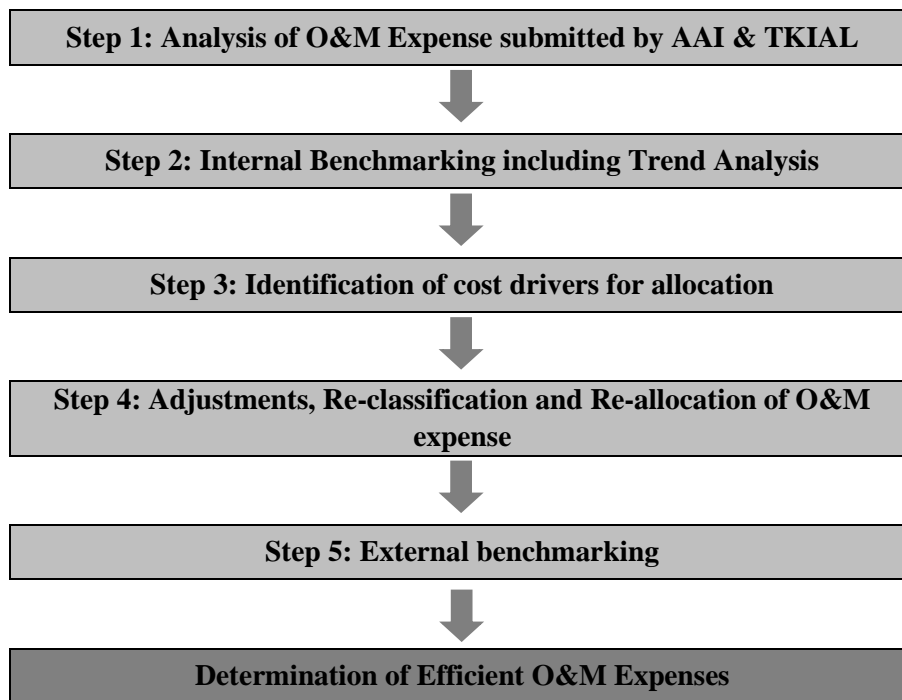 Step 1: Analysis of O&M Expense submitted by AAI & TKIAL
Step 2: Internal Benchmarking including Trend Analysis
Step 3: Identification of cost drivers for allocation
Step 4: Adjustments, Re-classification and Re-allocation of O&M
expense
Step 5: External benchmarking
Determination of Efficient O&M Expenses